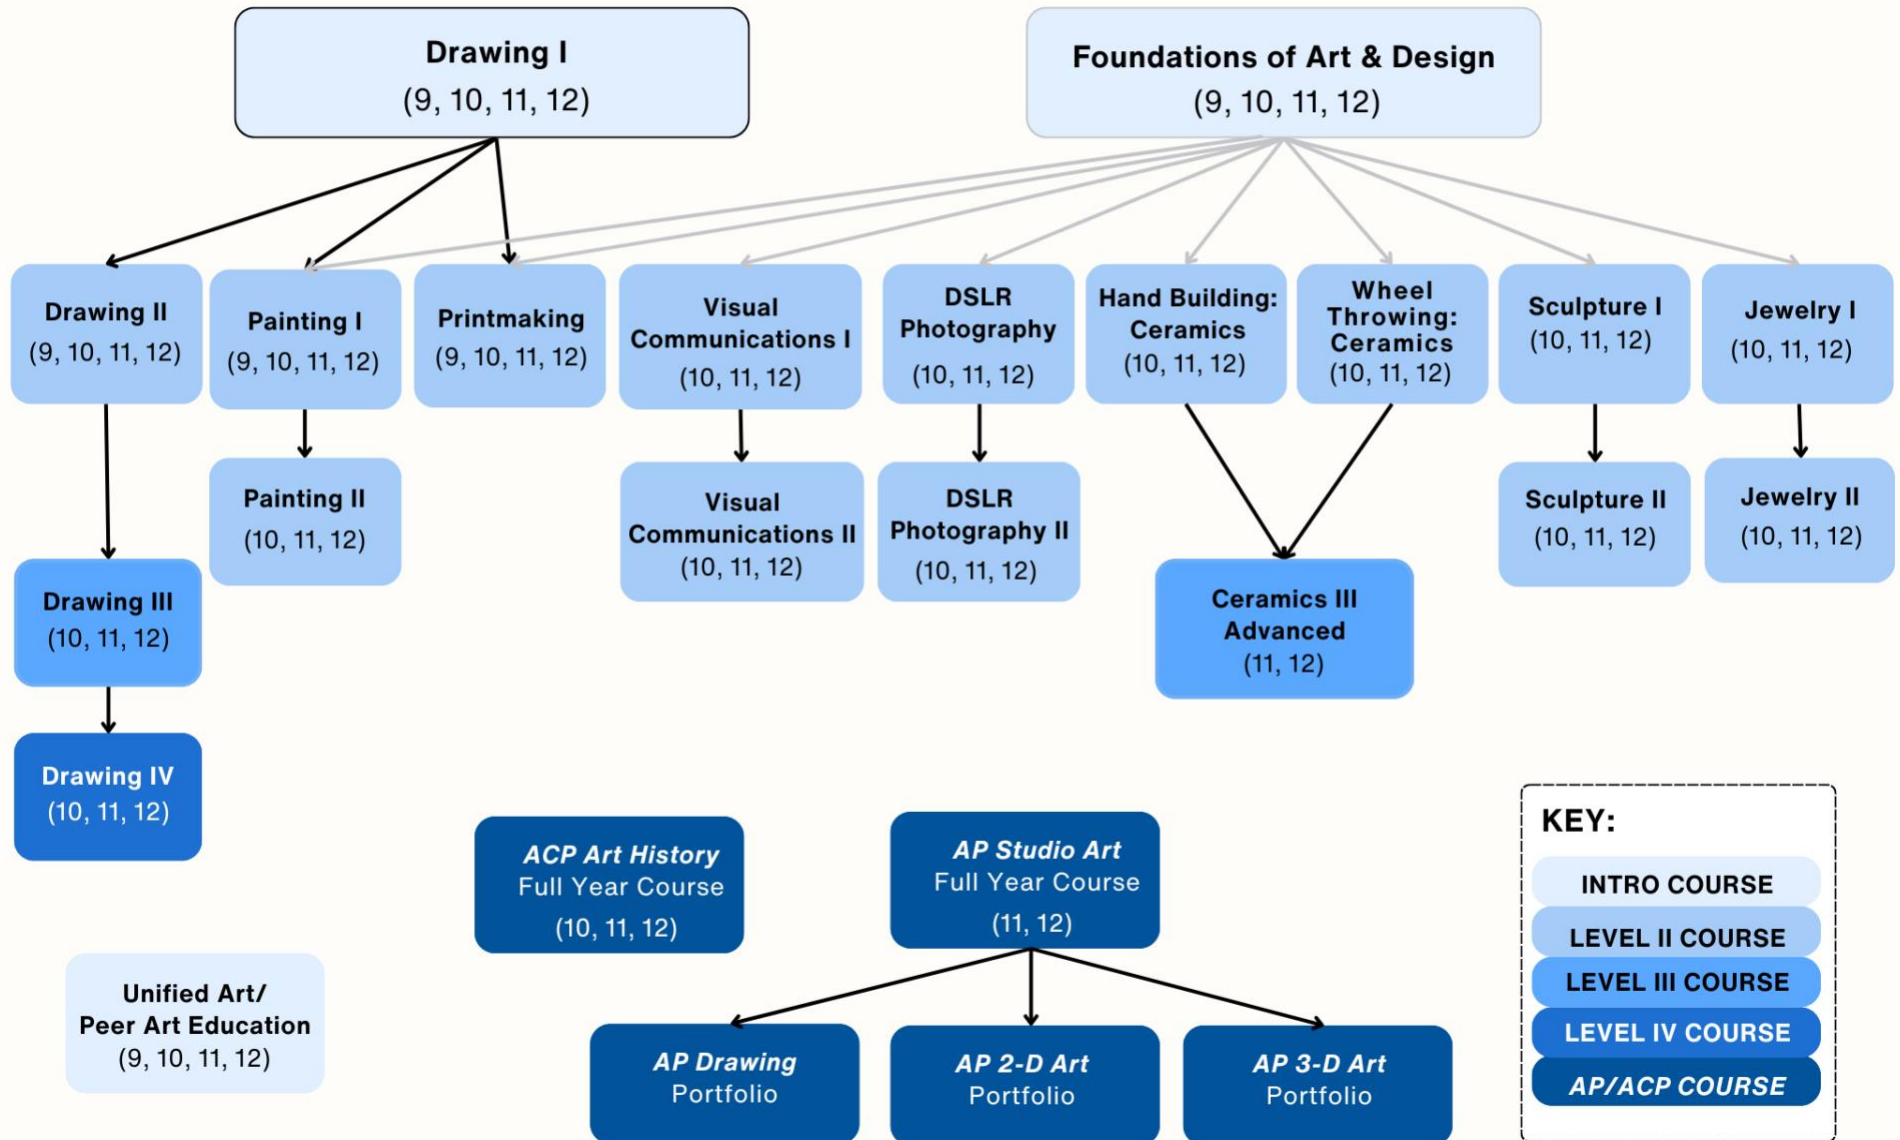 Drawing I
(9, 10, 11, 12)
Foundations of Art & Design
(9, 10, 11, 12)
Drawing II
(9, 10, 11, 12)
Painting I
(9, 10, 11, 12)
Printmaking
(9, 10, 11, 12)
Visual
Communications I
(10, 11, 12)
DSLR
Photography
(10, 11, 12)
Hand Building:
Ceramics
(10, 11, 12)
Wheel
Throwing:
Ceramics
(10, 11, 12)
Sculpture I
(10, 11, 12)
Jewelry I
(10, 11, 12)
Painting II
(10, 11, 12)
Visual
Communications II
(10, 11, 12)
DSLR
Photography II
(10, 11, 12)
Sculpture II
(10, 11, 12)
Jewelry II
(10, 11, 12)
Drawing III
(10, 11, 12)
Ceramics III
Advanced
(11, 12)
Drawing IV
(10, 11, 12)
ACP Art History
Full Year Course
(10, 11, 12)
AP Studio Art
Full Year Course
(11, 12)
Unified Art/
Peer Art Education
(9, 10, 11, 12)
AP Drawing
Portfolio
AP 2-D Art
Portfolio
AP 3-D Art
Portfolio
KEY:
INTRO COURSE
LEVEL II COURSE
LEVEL III COURSE
LEVEL IV COURSE
AP/ACP COURSE